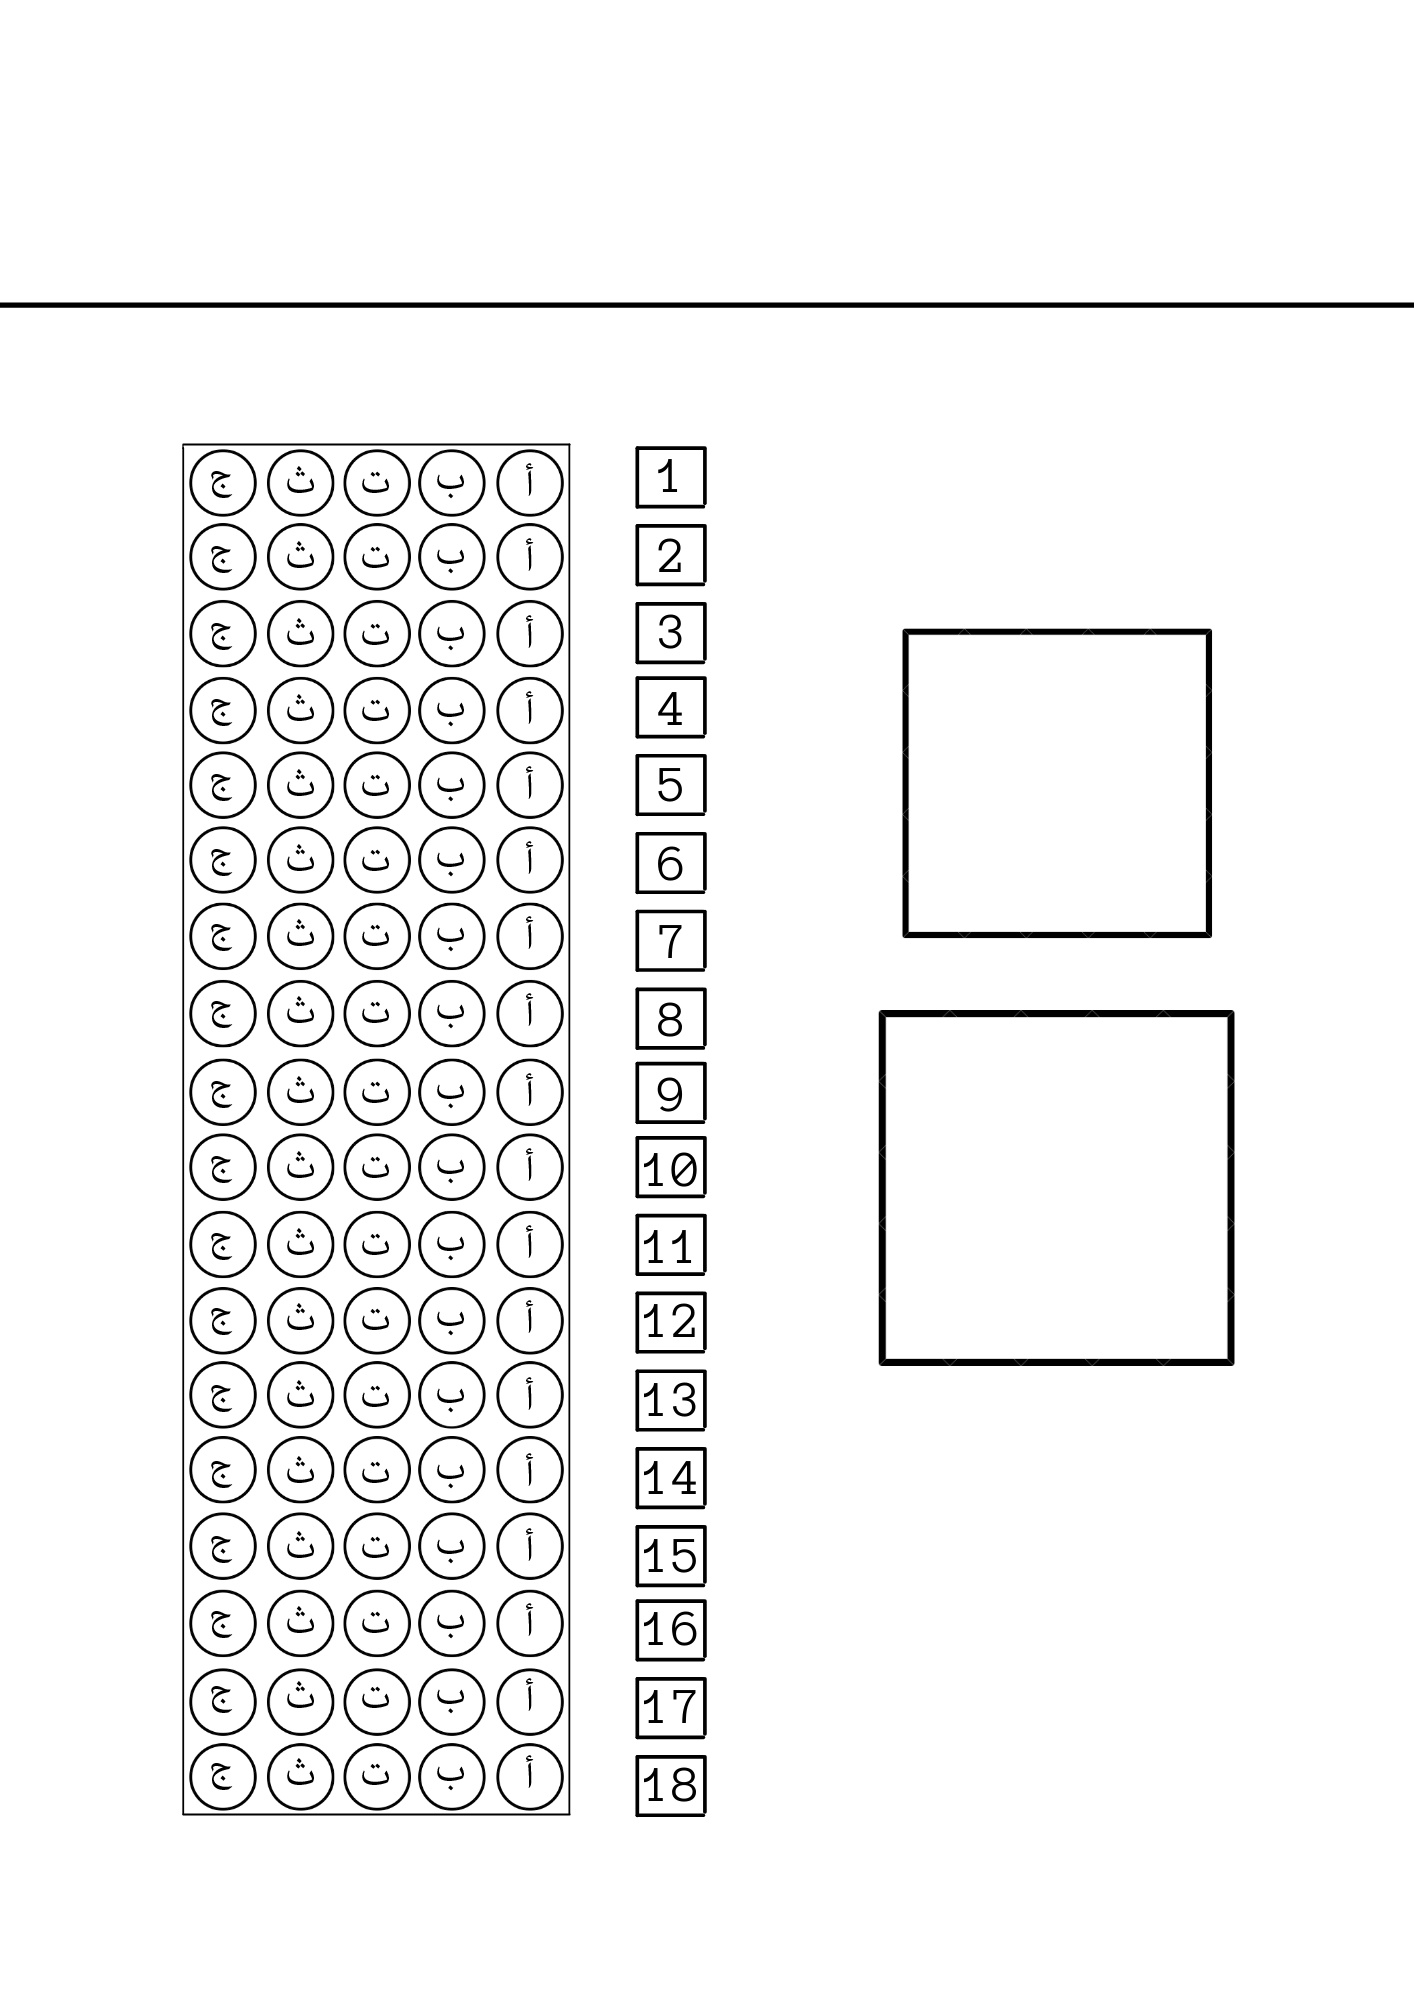 1 أ ب ت ث ج
2 أ ب ت ث ج
3 أ ب ت ث ج
4 أ ب ت ث ج
5 أ ب ت ث ج
6 أ ب ت ث ج
7 أ ب ت ث ج
8 أ ب ت ث ج
9 أ ب ت ث ج
10 أ ب ت ث ج
11 أ ب ت ث ج
12 أ ب ت ث ج
13 أ ب ت ث ج
14 أ ب ت ث ج
15 أ ب ت ث ج
16 أ ب ت ث ج
17 أ ب ت ث ج
18 أ ب ت ث ج